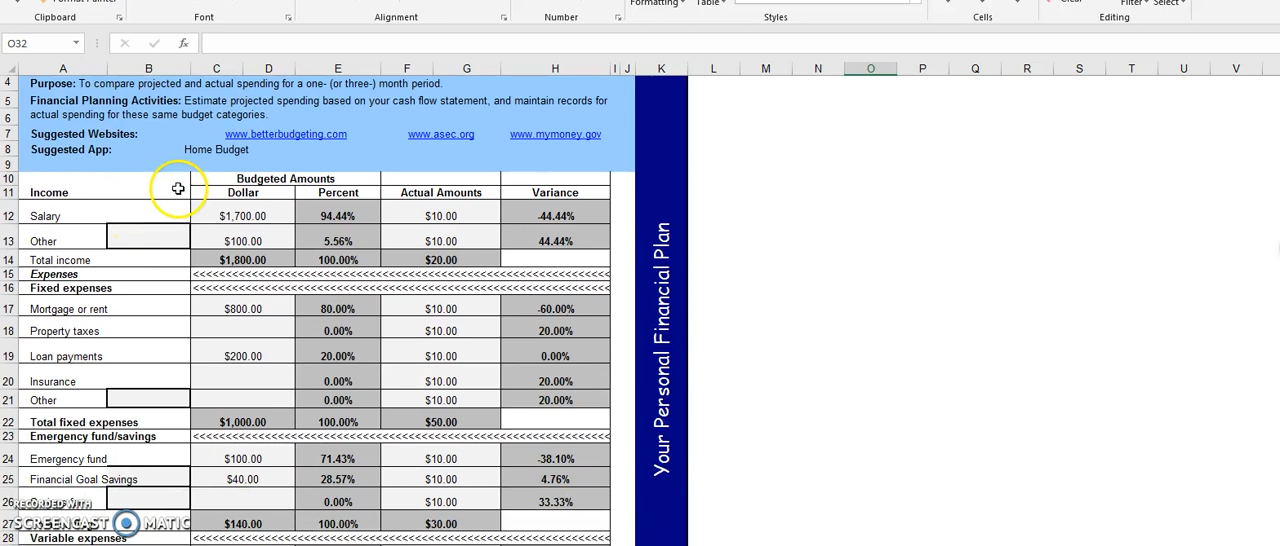 Formatting Table
Clear
Filter Select
Clipboard Font Alignment Number Styles Cells Editing
O32 fx
A B C D E F G H I J K L M N O P Q R S T U V
4 Purpose: To compare projected and actual spending for a one- (or three-) month period.
5 Financial Planning Activities: Estimate projected spending based on your cash flow statement, and maintain records for
6 actual spending for these same budget categories.
7 Suggested Websites: www.betterbudgeting.com www.asec.org www.mymoney.gov
8 Suggested App: Home Budget
9
10 Budgeted Amounts
11 Income Dollar Percent Actual Amounts Variance
12 Salary $1,700.00 94.44% $10.00 -44.44%
13 Other $100.00 5.56% $10.00 44.44%
14 Total income $1,800.00 100.00% $20.00
15 Expenses <<<<<<<<<<<<<<<<<<<<<<<<<<<<<<<<<<<<<<<<<<<<<<<<<<<<<<<<<<<<
16 Fixed expenses <<<<<<<<<<<<<<<<<<<<<<<<<<<<<<<<<<<<<<<<<<<<<<<<<<<<<<<<<<<<
17 Mortgage or rent $800.00 80.00% $10.00 -60.00%
18 Property taxes 0.00% $10.00 20.00%
19 Loan payments $200.00 20.00% $10.00 0.00%
20 Insurance 0.00% $10.00 20.00%
21 Other 0.00% $10.00 20.00%
22 Total fixed expenses $1,000.00 100.00% $50.00
23 Emergency fund/savings <<<<<<<<<<<<<<<<<<<<<<<<<<<<<<<<<<<<<<<<<<<<<<<<<<<<<<<<<<<<
24 Emergency fund $100.00 71.43% $10.00 -38.10%
25 Financial Goal Savings $40.00 28.57% $10.00 4.76%
26 0.00% $10.00 33.33%
27 $140.00 100.00% $30.00
28 Variable expenses <<<<<<<<<<<<<<<<<<<<<<<<<<<<<<<<<<<<<<<<<<<<<<<<<<<<<<<<<<<<
Your Personal Financial Plan
RECORDED WITH
SCREENCAST MATIC